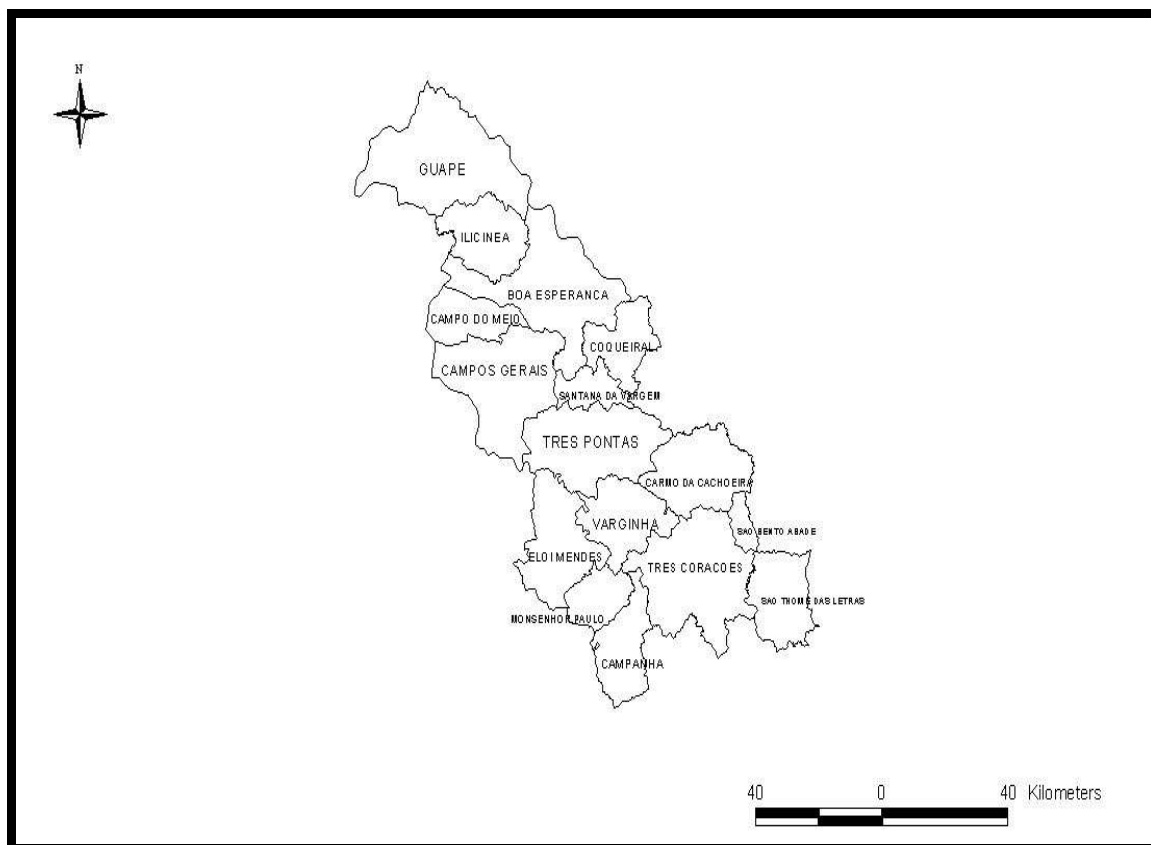 N
GUAPE
ILICINEA
BOA ESPERANCA
CAMPO DO MEIO
COQUEIRAL
CAMPOS GERAIS
SANTANA DA VARGEM
TRES PONTAS
CARMO DA CACHOEIRA
VARGINHA
SAO BENTO ABADE
ELOI MENDES
TRES CORACOES
SAO THOME DAS LETRAS
MONSENHOR PAULO
CAMPANHA
40 0 40 Kilometers